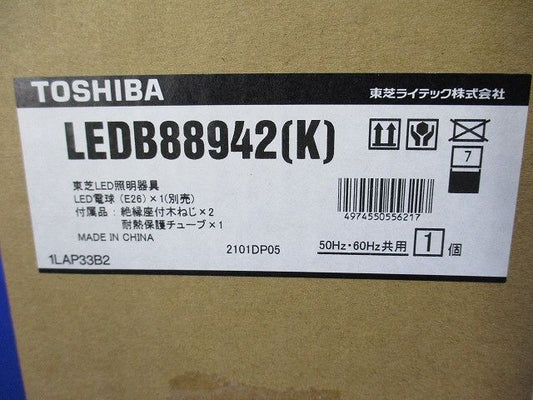 TOSHIBA 東芝ライテック株式会社
LEDB88942(K)
7
東芝LED照明器具
LED電球(E26)×1(別売)
付属品：絶縁座付木ねじ×2
耐熱保護チューブ×1
MADE IN CHINA
4974550556217
2101DP05
50Hz・60Hz共用 1個
1LAP33B2